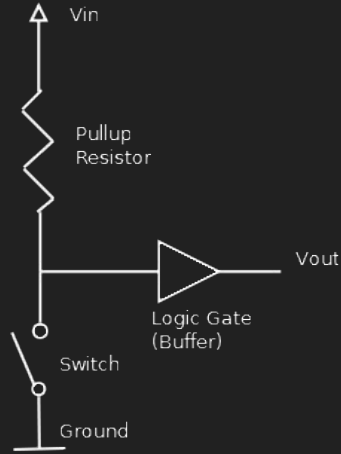 Vin
Pullup
Resistor
Vout
Logic Gate
(Buffer)
Switch
Ground